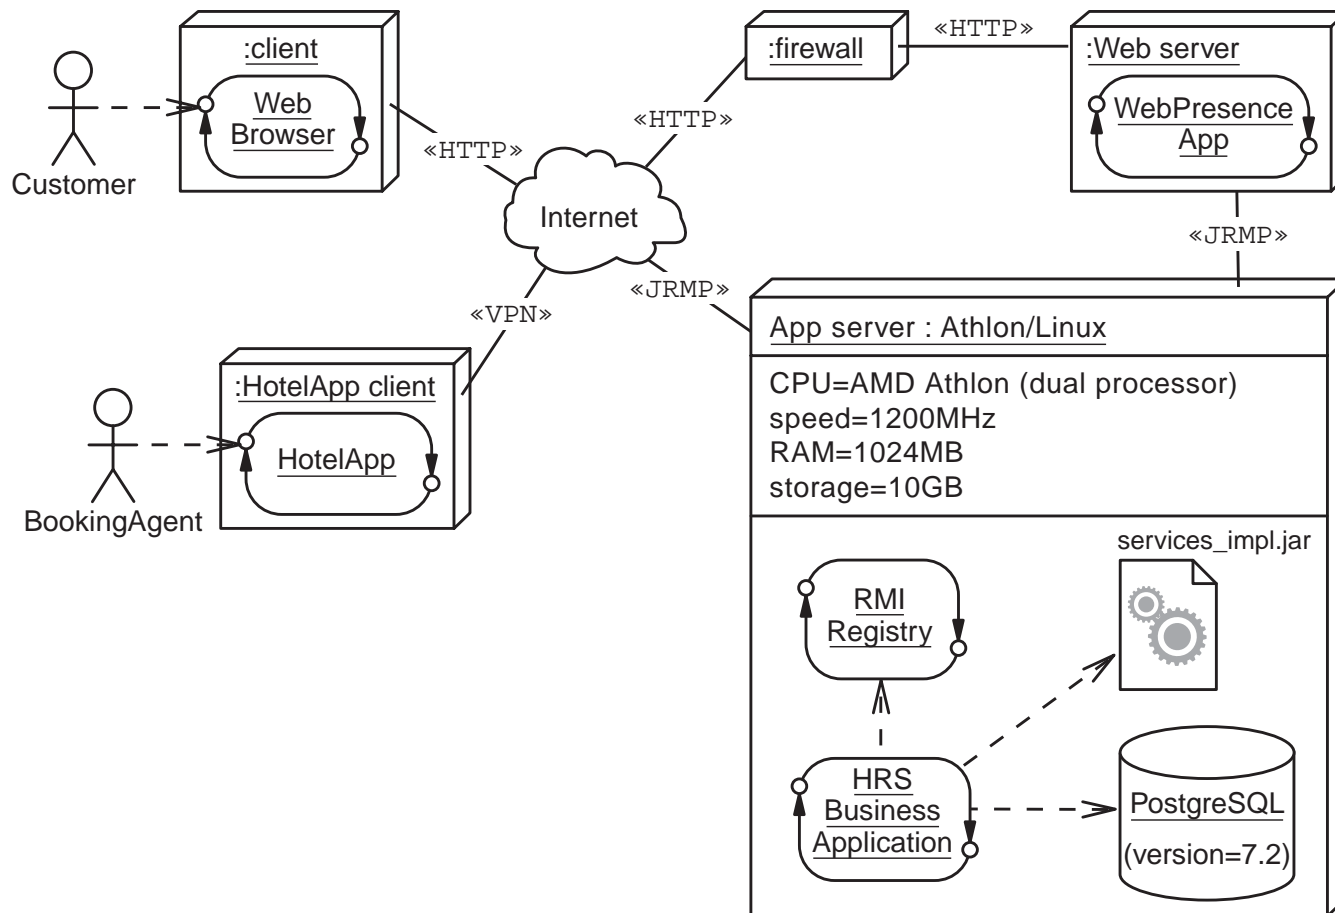 :client
Web
Browser
Customer
«HTTP»
Internet
«HTTP»
:firewall
«HTTP»
:Web server
WebPresence
App
«JRMP»
«JRMP»
«VPN»
:HotelApp client
HotelApp
BookingAgent
App server : Athlon/Linux
CPU=AMD Athlon (dual processor)
speed=1200MHz
RAM=1024MB
storage=10GB
services_impl.jar
RMI
Registry
HRS
Business
Application
PostgreSQL
(version=7.2)